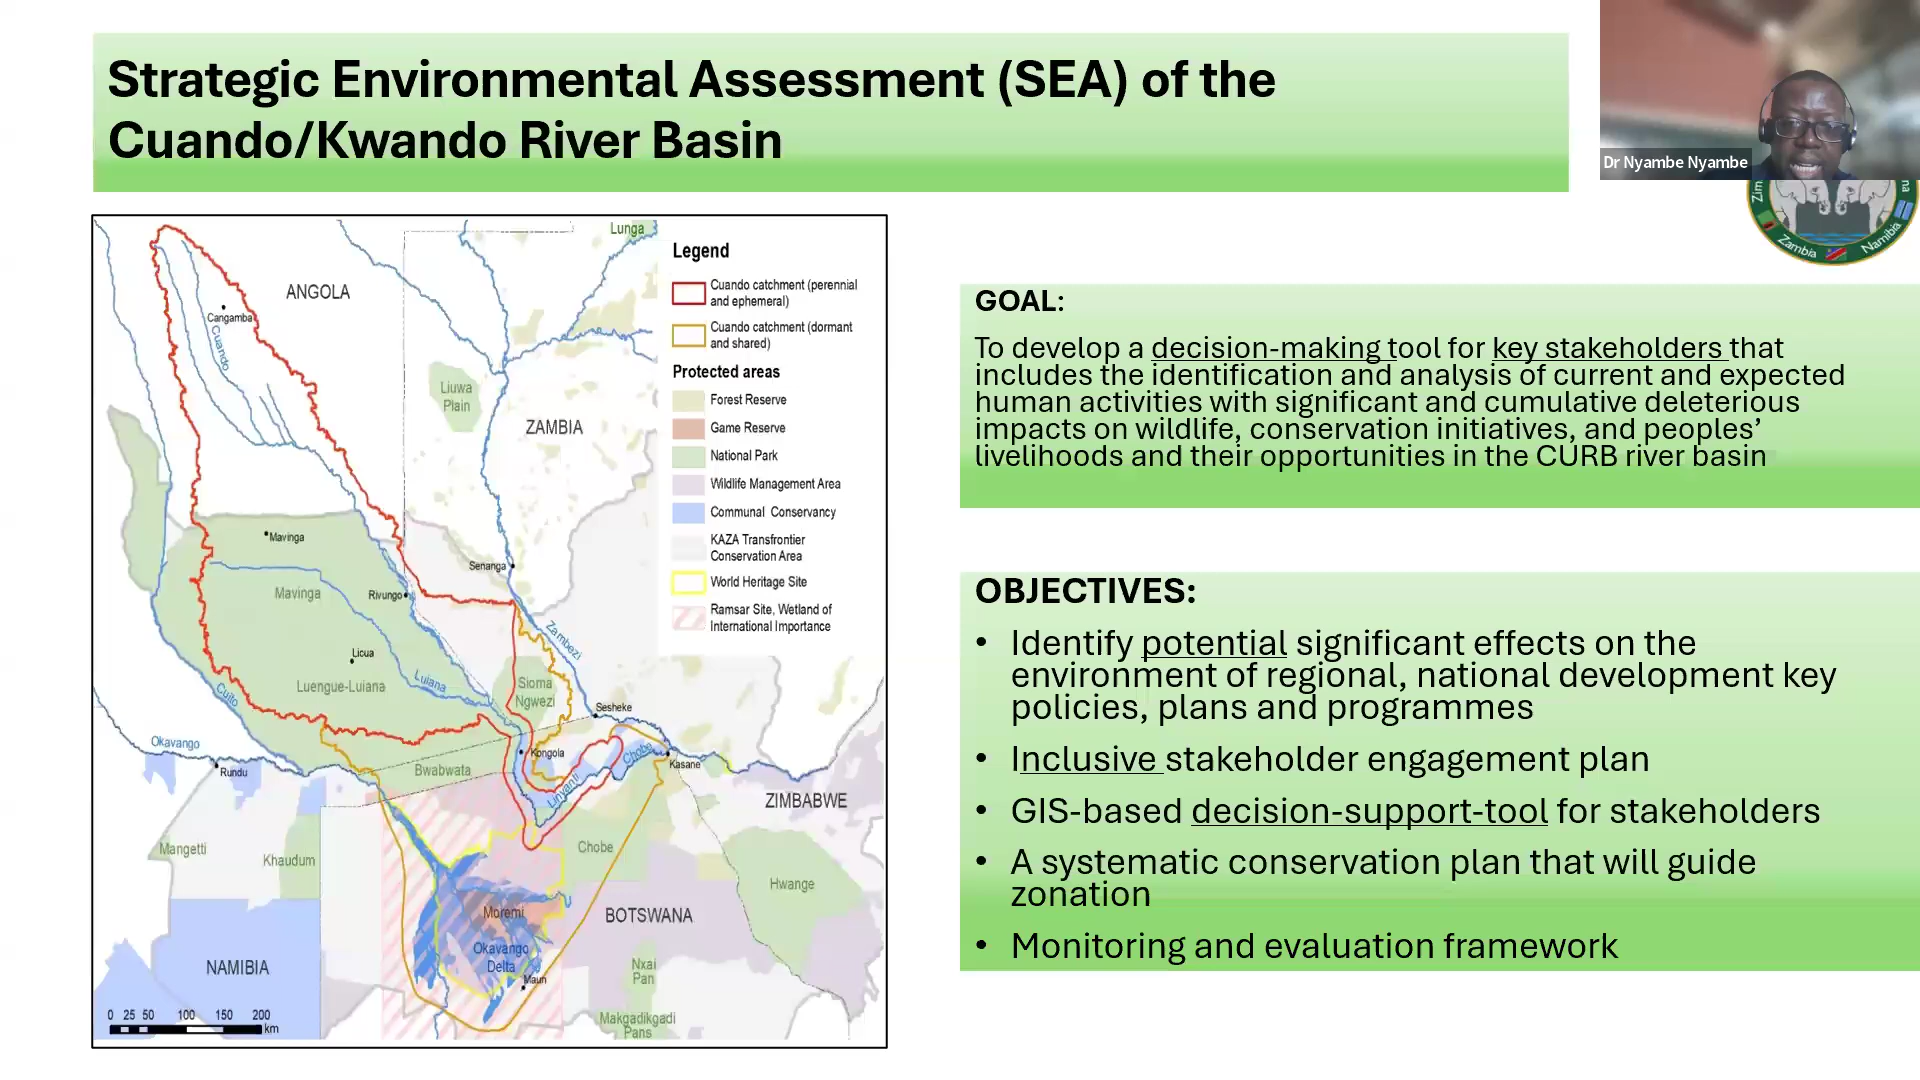 Strategic Environmental Assessment (SEA) of the
Cuando/Kwando River Basin
Dr Nyambe Nyambe
Zim
na
Zambia
Namibia
GOAL:
To develop a decision-making tool for key stakeholders that
includes the identification and analysis of current and expected
human activities with significant and cumulative deleterious
impacts on wildlife, conservation initiatives, and peoples’
livelihoods and their opportunities in the CURB river basin
OBJECTIVES:
• Identify potential significant effects on the
environment of regional, national development key
policies, plans and programmes
• Inclusive stakeholder engagement plan
• GIS-based decision-support-tool for stakeholders
• A systematic conservation plan that will guide
zonation
• Monitoring and evaluation framework
Legend
Cuando catchment (perennial
and ephemeral)
Cuando catchment (dormant
and shared)
Protected areas
Forest Reserve
Game Reserve
National Park
Wildlife Management Area
Communal Conservancy
KAZA Transfrontier
Conservation Area
World Heritage Site
Ramsar Site, Wetland of
International Importance
Lunga
ANGOLA
Cangamba
Cuando
Liuwa
Plain
ZAMBIA
Mavinga
Senanga
Mavinga
Rivungo
Zambezi
Licua
Luengue-Luiana
Luiana
Sioma
Ngwezi
Cuito
Sesheke
Okavango
Kongola
Chobe
Kasane
Rundu
Bwabwata
Linyanti
ZIMBABWE
Mangetti
Khaudum
Chobe
Hwange
Moremi
BOTSWANA
Okavango
Delta
NAMIBIA
Nxai
Pan
Maun
Makgadikgadi
Pans
0 25 50 100 150 200
km